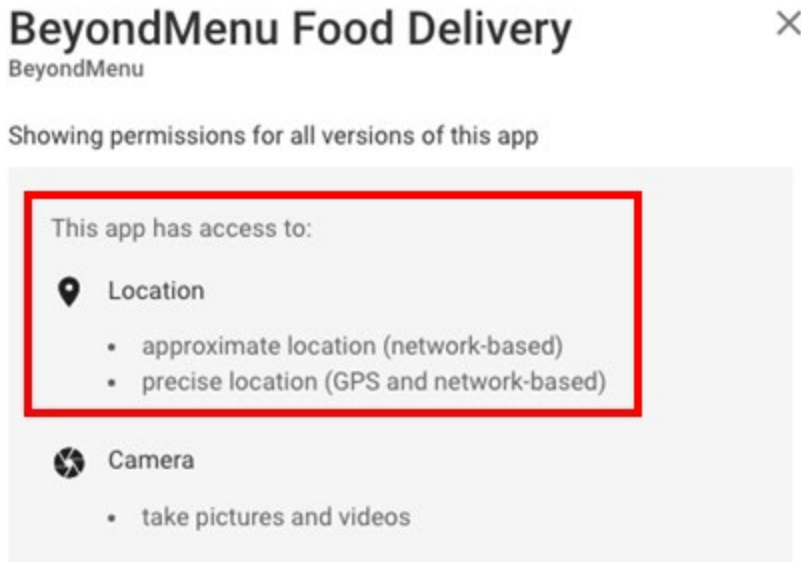 BeyondMenu Food Delivery
BeyondMenu
Showing permissions for all versions of this app
This app has access to:
Location
• approximate location (network-based)
• precise location (GPS and network-based)
Camera
• take pictures and videos